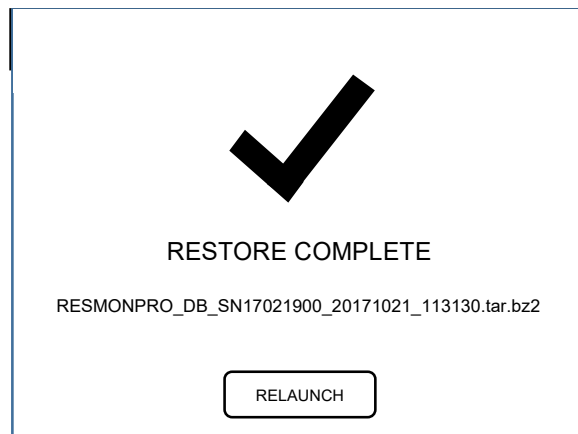 RESTORE COMPLETE
RESMONPRO_DB_SN17021900_20171021_113130.tar.bz2
RELAUNCH